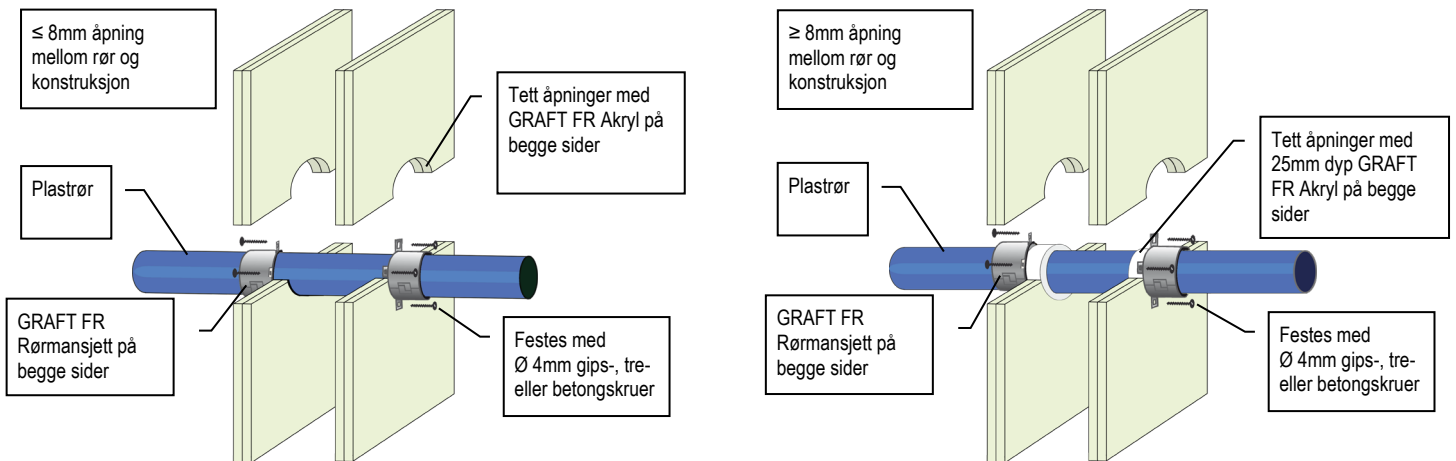 ≤ 8mm åpning
mellom rør og
konstruksjon
Tett åpninger med
GRAFT FR Akryl på
begge sider
Plastrør
GRAFT FR
Rørmansjett på
begge sider
Festes med
Ø 4mm gips-, tre-
eller betongskruer
≥ 8mm åpning
mellom rør og
konstruksjon
Tett åpninger med
25mm dyp GRAFT
FR Akryl på begge
sider
Plastrør
GRAFT FR
Rørmansjett på
begge sider
Festes med
Ø 4mm gips-, tre-
eller betongskruer